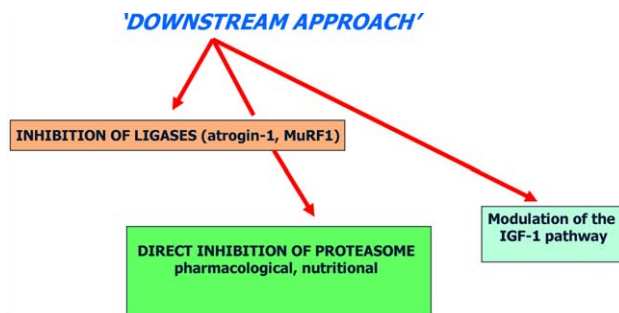 ‘DOWNSTREAM APPROACH’
INHIBITION OF LIGASES (atrogin-1, MuRF1)
DIRECT INHIBITION OF PROTEASOME
pharmacological, nutritional
Modulation of the
IGF-1 pathway